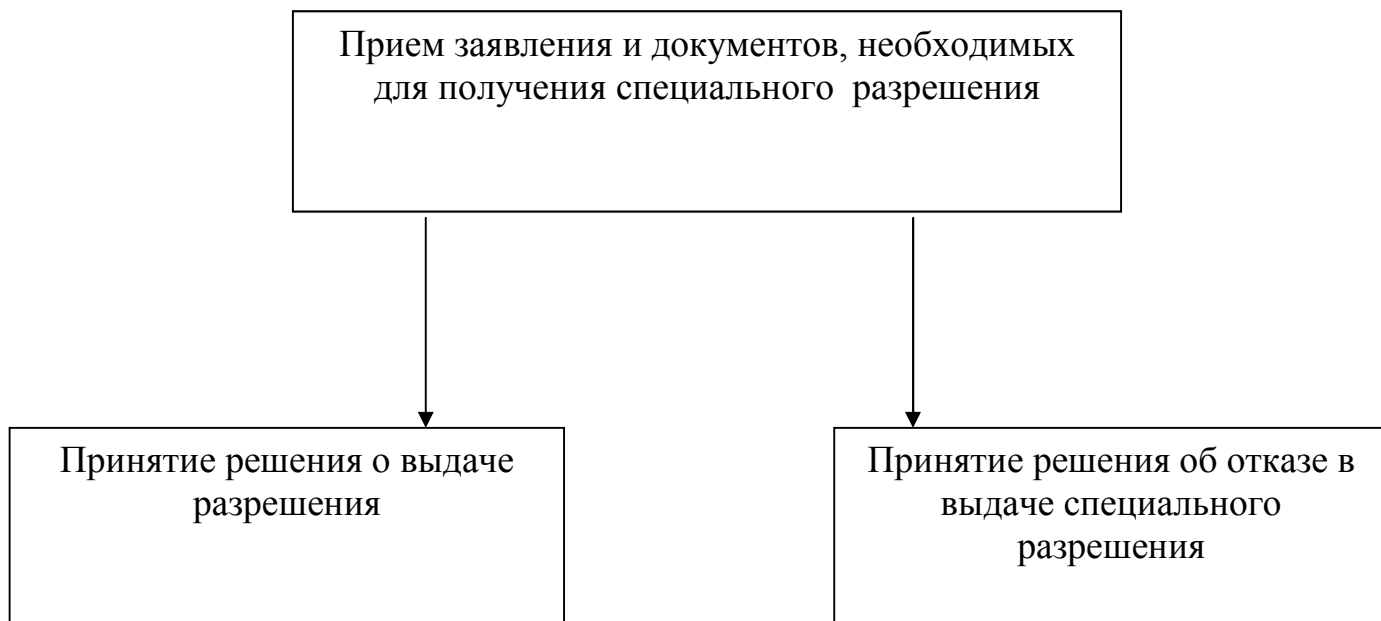 Прием заявления и документов, необходимых
для получения специального  разрешения
Принятие решения о выдаче
разрешения
Принятие решения об отказе в
выдаче специального
разрешения